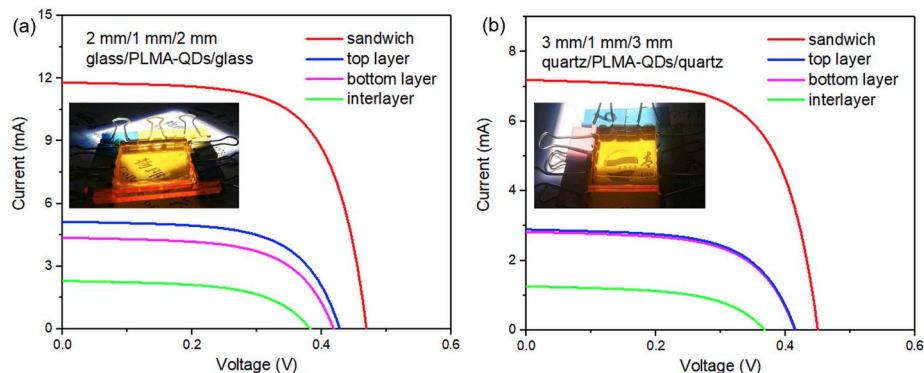 (a)
15
12
9
6
3
0
Current (mA)
2 mm/1 mm/2 mm
glass/PLMA-QDs/glass
sandwich
top layer
bottom layer
interlayer
0.0
0.2
0.4
0.6
Voltage (V)
(b)
8
6
4
2
0
Current (mA)
3 mm/1 mm/3 mm
quartz/PLMA-QDs/quartz
sandwich
top layer
bottom layer
interlayer
0.0
0.2
0.4
0.6
Voltage (V)